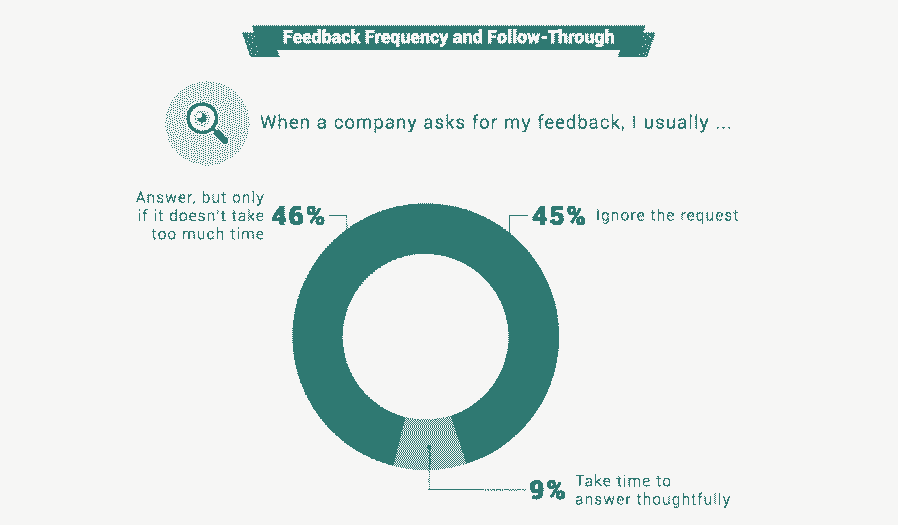 Feedback Frequency and Follow-Through
When a company asks for my feedback, I usually ...
Answer, but only
if it doesn't take
too much time
46%
45%
Ignore the request
9%
Take time to
answer thoughtfully